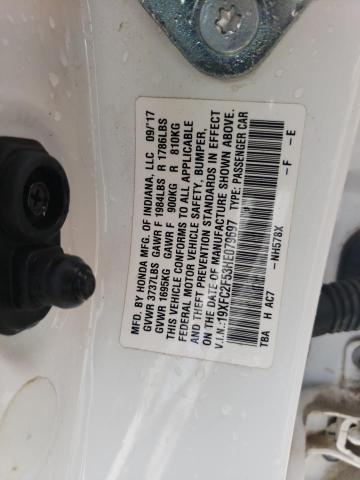 MFD. BY HONDA MFG. OF INDIANA, LLC 09/'17
GVWR 3737LBS GAWR F 1984LBS R 1786LBS
GVWR 1695KG GAWR F 900KG R 810KG
THIS VEHICLE CONFORMS TO ALL APPLICABLE
FEDERAL MOTOR VEHICLE SAFETY, BUMPER,
AND THEFT PREVENTION STANDARDS IN EFFECT
ON THE DATE OF MANUFACTURE SHOWN ABOVE.
V.I.N.:19XFC2F53HE079697 TYPE: PASSENGER CAR
TBA H AC7 -NH578X -F -E